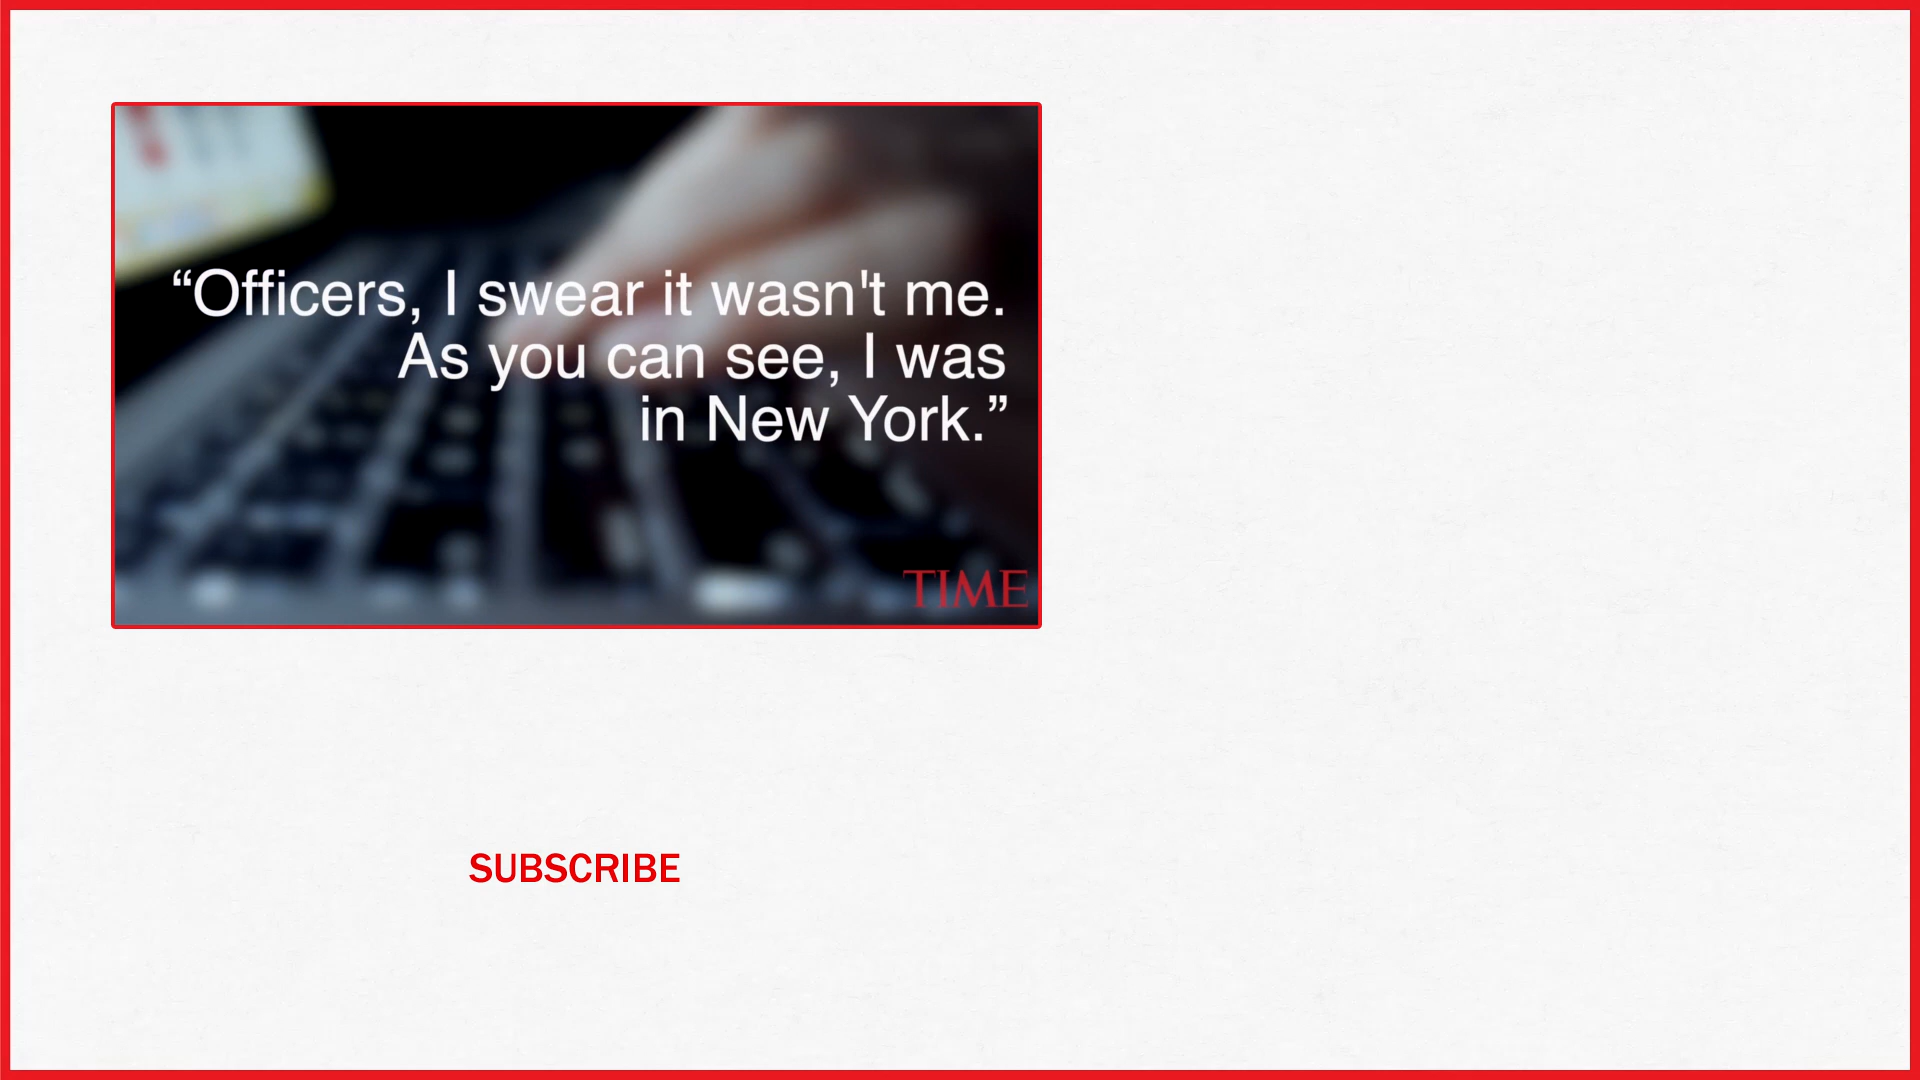 “Officers, I swear it wasn't me.
As you can see, I was
in New York.”
TIME
SUBSCRIBE